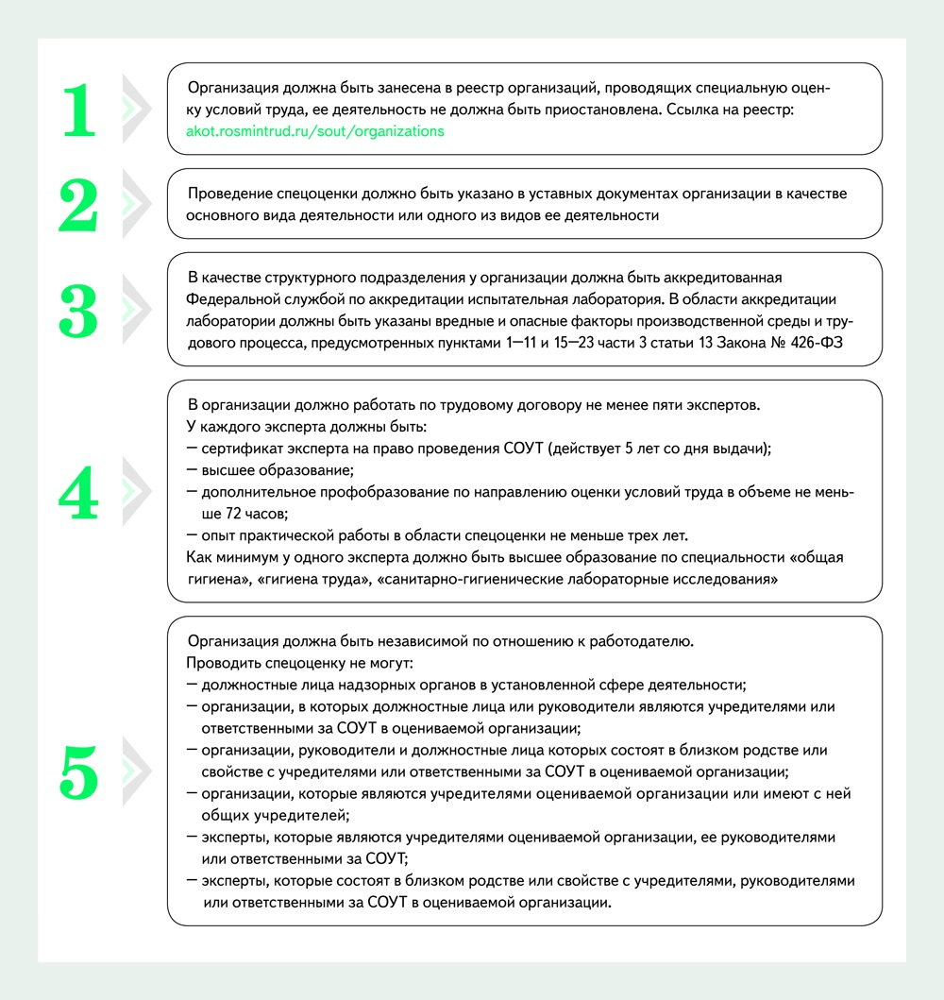 1
Организация должна быть занесена в реестр организаций, проводящих специальную оцен-
ку условий труда, ее деятельность не должна быть приостановлена. Ссылка на реестр:
akot.rosmintrud.ru/sout/organizations
2
Проведение спецоценки должно быть указано в уставных документах организации в качестве
основного вида деятельности или одного из видов ее деятельности
3
В качестве структурного подразделения у организации должна быть аккредитованная
Федеральной службой по аккредитации испытательная лаборатория. В области аккредитации
лаборатории должны быть указаны вредные и опасные факторы производственной среды и тру-
дового процесса, предусмотренных пунктами 1—11 и 15—23 части 3 статьи 13 Закона № 426-ФЗ
4
В организации должно работать по трудовому договору не менее пяти экспертов.
У каждого эксперта должны быть:
— сертификат эксперта на право проведения СОУТ (действует 5 лет со дня выдачи);
— высшее образование;
— дополнительное профобразование по направлению оценки условий труда в объеме не мень-
ше 72 часов;
— опыт практической работы в области спецоценки не меньше трех лет.
Как минимум у одного эксперта должно быть высшее образование по специальности «общая
гигиена», «гигиена труда», «санитарно-гигиенические лабораторные исследования»
5
Организация должна быть независимой по отношению к работодателю.
Проводить спецоценку не могут:
— должностные лица надзорных органов в установленной сфере деятельности;
— организации, в которых должностные лица или руководители являются учредителями или
ответственными за СОУТ в оцениваемой организации;
— организации, руководители и должностные лица которых состоят в близком родстве или
свойстве с учредителями или ответственными за СОУТ в оцениваемой организации;
— организации, которые являются учредителями оцениваемой организации или имеют с ней
общих учредителей;
— эксперты, которые являются учредителями оцениваемой организации, ее руководителями
или ответственными за СОУТ;
— эксперты, которые состоят в близком родстве или свойстве с учредителями, руководителями
или ответственными за СОУТ в оцениваемой организации.